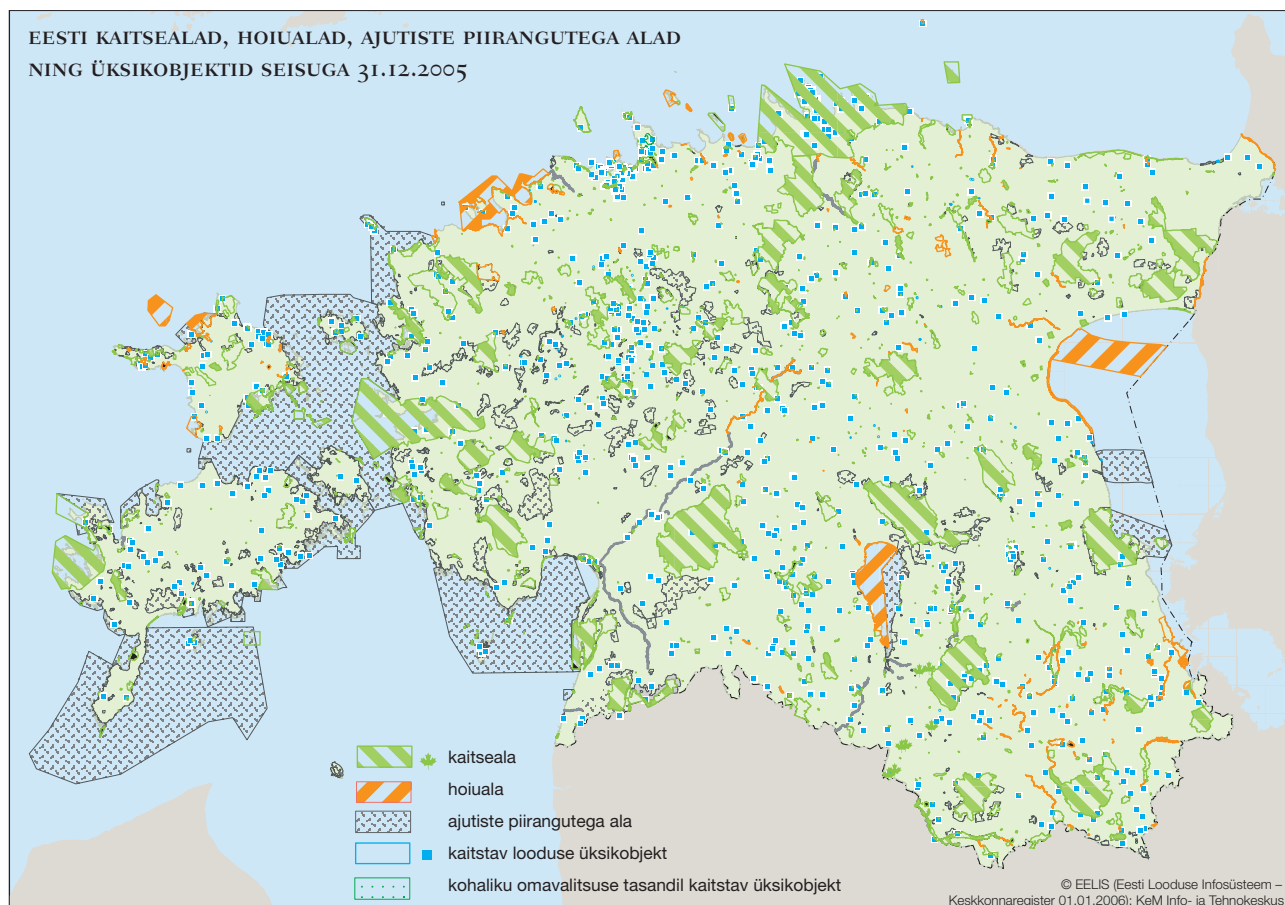 EESTI KAITSEALAD, HOIUALAD, AJUTISTE PIIRANGUTEGA ALAD
NING ÜKSIKOBJEKTID SEISUGA 31.12.2005
kaitseala
hoiuala
ajutiste piirangutega ala
kaitstav looduse üksikobjekt
kohaliku omavalitsuse tasandil kaitstav üksikobjekt
© EELIS (Eesti Looduse Infosüsteem –
Keskkonnaregister 01.01.2006); KeM Info- ja Tehnokeskus